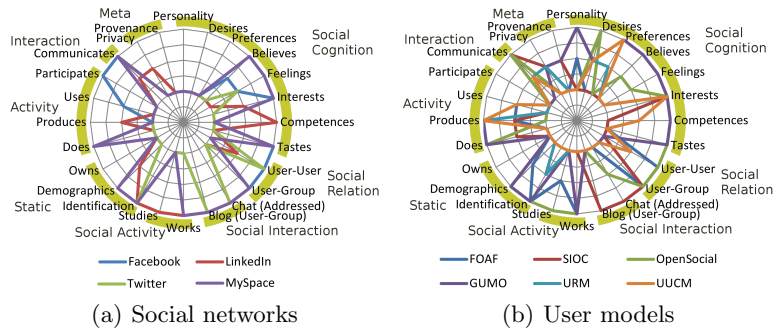 Meta
Personality
Provenance
Desires
Privacy
Preferences
Social
Cognition
Interaction
Communicates
Believes
Participates
Feelings
Uses
Interests
Activity
Produces
Competences
Does
Tastes
Owns
User-User
Social
Relation
Demographics
User-Group
Static
Identification
Chat (Addressed)
Studies
Blog (User-Group)
Social Activity
Works
Social Interaction
Facebook
LinkedIn
Twitter
MySpace
(a) Social networks
Meta
Personality
Provenance
Desires
Privacy
Preferences
Social
Cognition
Interaction
Communicates
Believes
Participates
Feelings
Uses
Interests
Activity
Produces
Competences
Does
Tastes
Owns
User-User
Social
Relation
Demographics
User-Group
Static
Identification
Chat (Addressed)
Studies
Blog (User-Group)
Social Activity
Works
Social Interaction
FOAF
SIOC
OpenSocial
GUMO
URM
UUCM
(b) User models